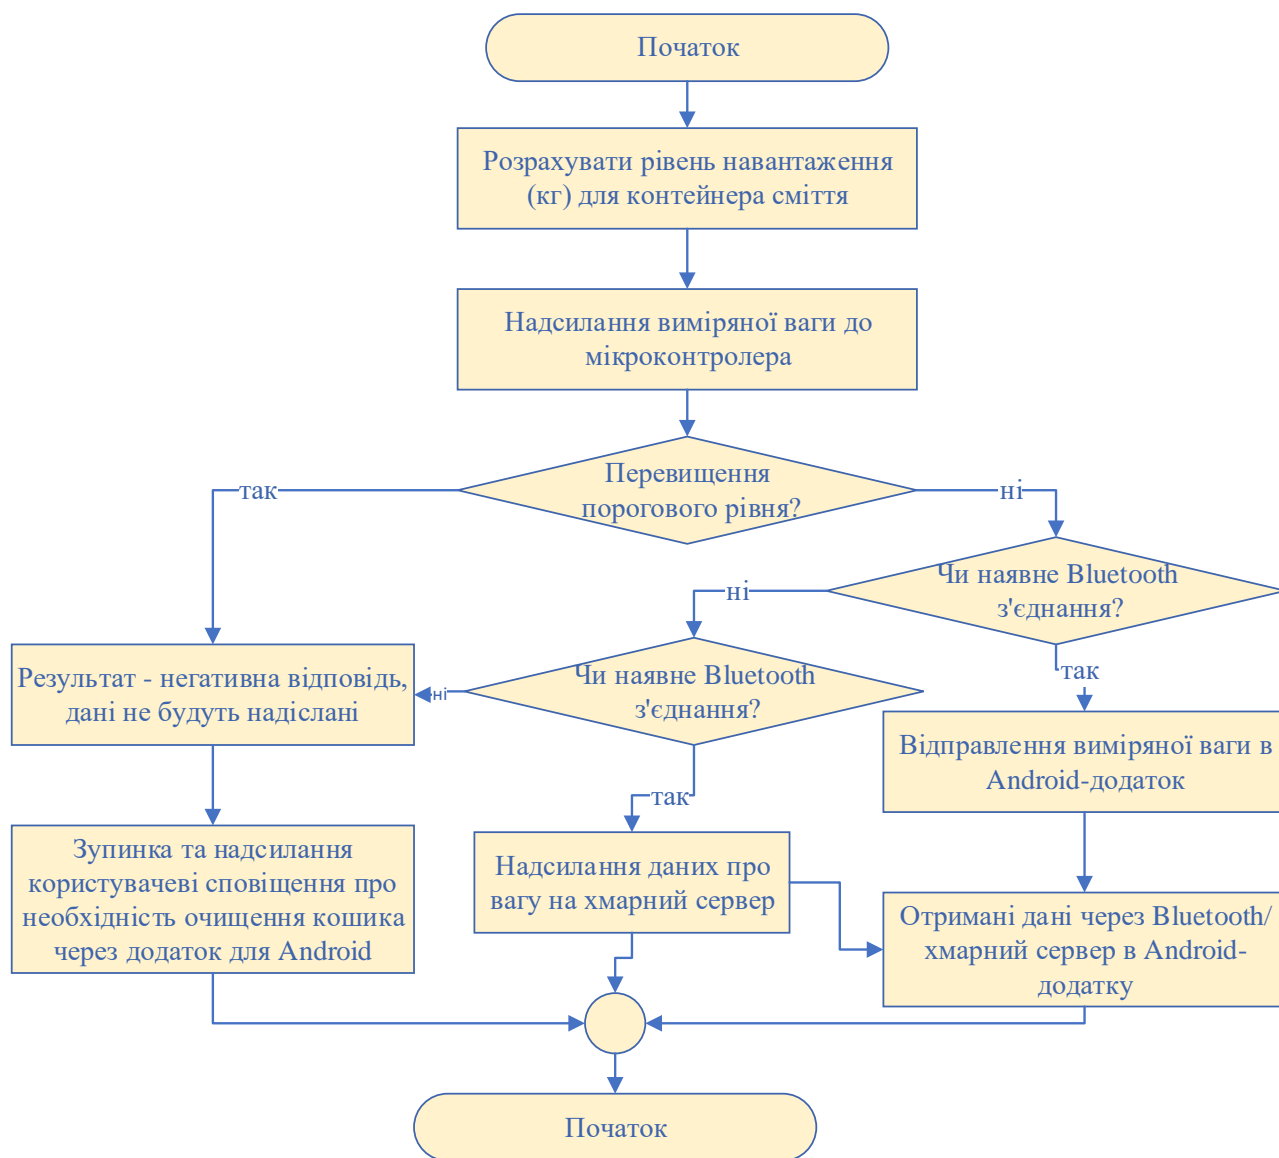 Початок
Розрахувати рівень навантаження
(кг) для контейнера сміття
Надсилання виміряної ваги до
мікроконтролера
Перевищення
порогового рівня?
так
ні
Чи наявне Bluetooth
з'єднання?
ні
так
Чи наявне Bluetooth
з'єднання?
ні
так
Результат - негативна відповідь,
дані не будуть надіслані
Відправлення виміряної ваги в
Android-додаток
Зупинка та надсилання
користувачеві сповіщення про
необхідність очищення кошика
через додаток для Android
Надсилання даних про
вагу на хмарний сервер
Отримані дані через Bluetooth/
хмарний сервер в Android-
додатку
Початок